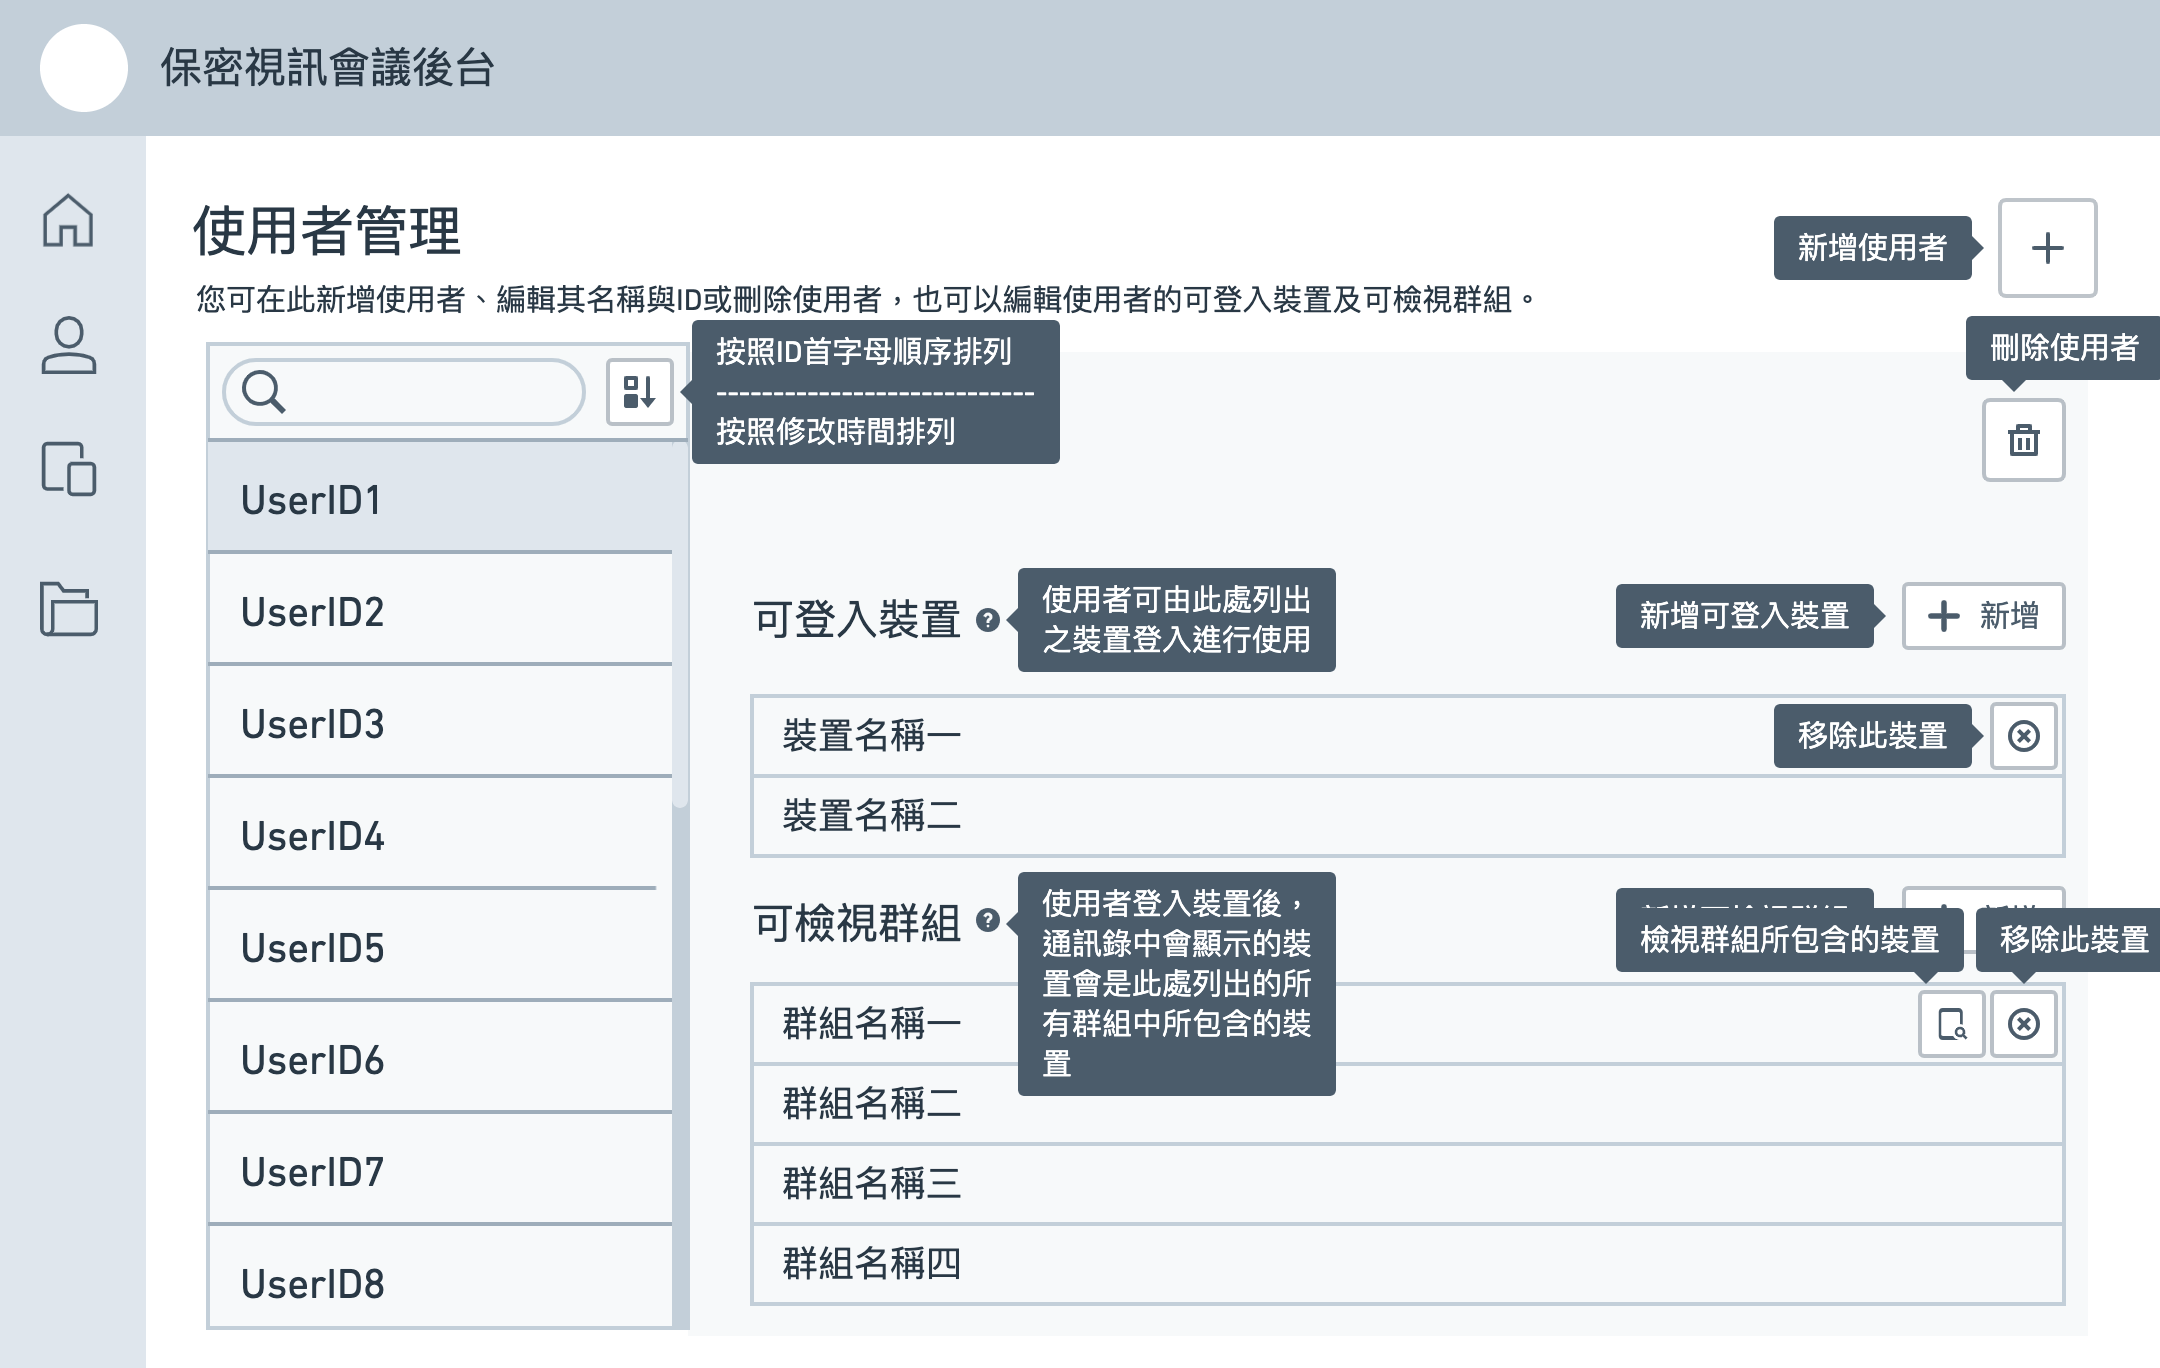 保密視訊會議後台
使用者管理
新增使用者
您可在此新增使用者、編輯其名稱與ID或刪除使用者，也可以編輯使用者的可登入裝置及可檢視群組。
按照ID首字母順序排列
---------------------------
按照修改時間排列
刪除使用者
UserID1
UserID2
UserID3
UserID4
UserID5
UserID6
UserID7
UserID8
可登入裝置
?
使用者可由此處列出
之裝置登入進行使用
新增可登入裝置
新增
裝置名稱一
移除此裝置
裝置名稱二
可檢視群組
?
使用者登入裝置後，
通訊錄中會顯示的裝
置會是此處列出的所
有群組中所包含的裝
置
檢視群組所包含的裝置
移除此裝置
群組名稱一
群組名稱二
群組名稱三
群組名稱四